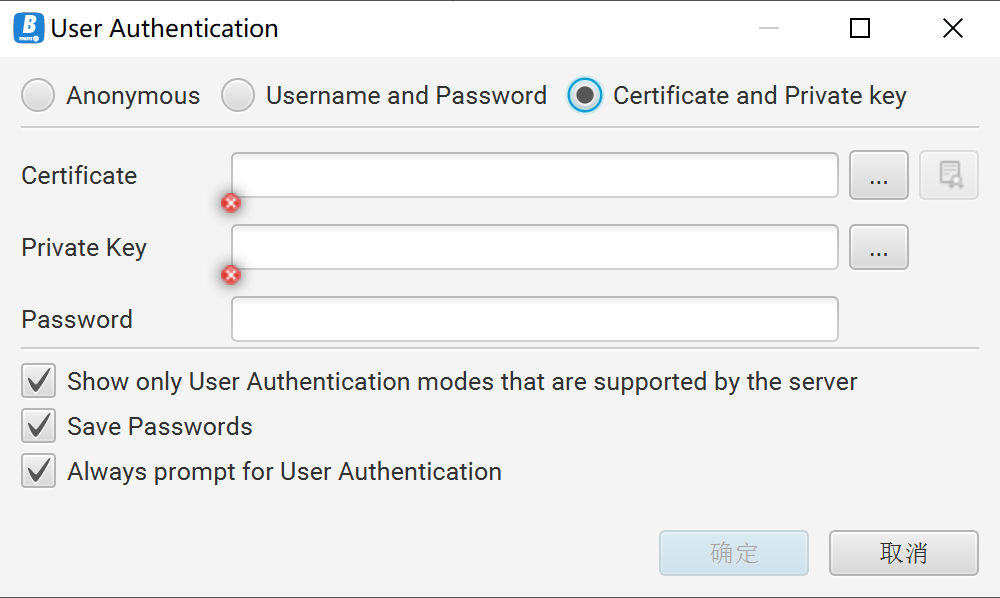 User Authentication
Anonymous Username and Password Certificate and Private key
Certificate ...
Private Key ...
Password
Show only User Authentication modes that are supported by the server
Save Passwords
Always prompt for User Authentication
确定 取消